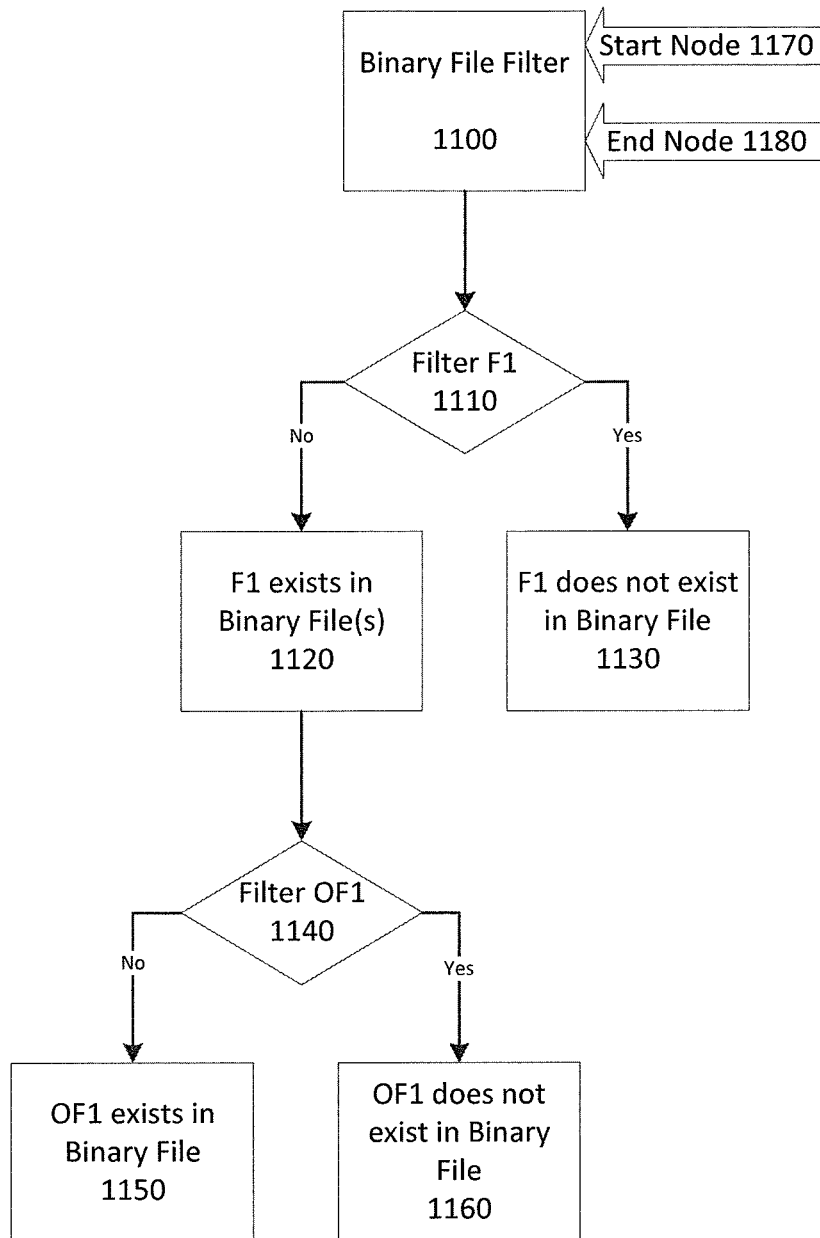 Binary File Filter
1100
Start Node 1170
End Node 1180
Filter F1
1110
No
Yes
F1 exists in
Binary File(s)
1120
F1 does not exist
in Binary File
1130
Filter OF1
1140
No
Yes
OF1 exists in
Binary File
1150
OF1 does not
exist in Binary
File
1160